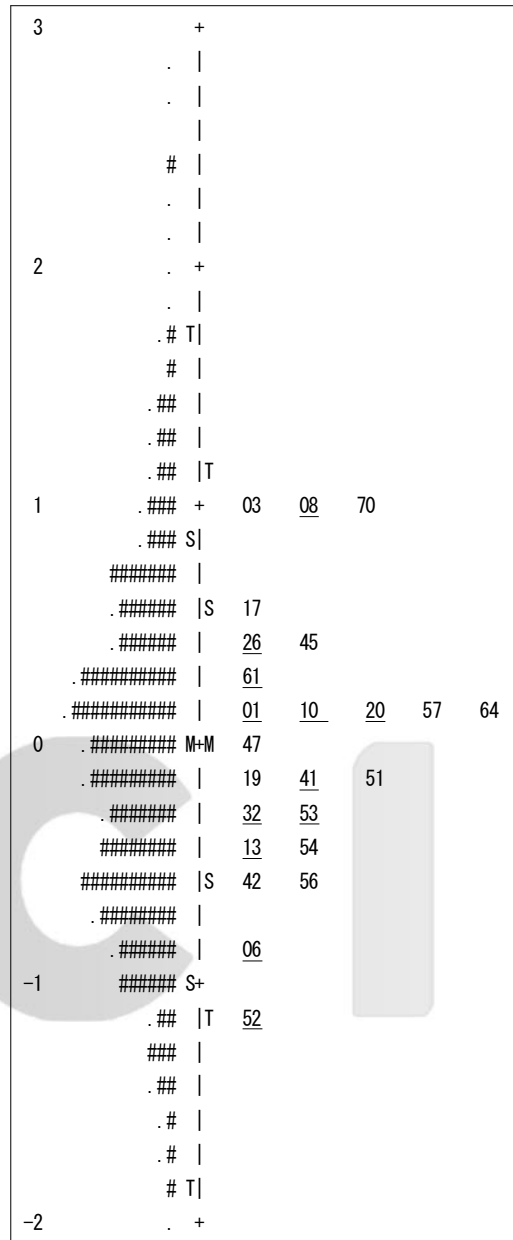 3 +
. |
. |
|
# |
. |
. |
2 . +
. |
.# T|
# |
.## |
.## |
.## |T
1 .### + 03 08 70
.### S|
####### |
.###### |S 17
.###### | 26 45
.########## | 61
.########### | 01 10 20 57 64
0 .######### M+M 47
.######### | 19 41 51
.####### | 32 53
######## | 13 54
########## |S 42 56
.######## |
.###### | 06
-1 ###### S+
.## |T 52
### |
.## |
.# |
.# |
# T|
-2 . +